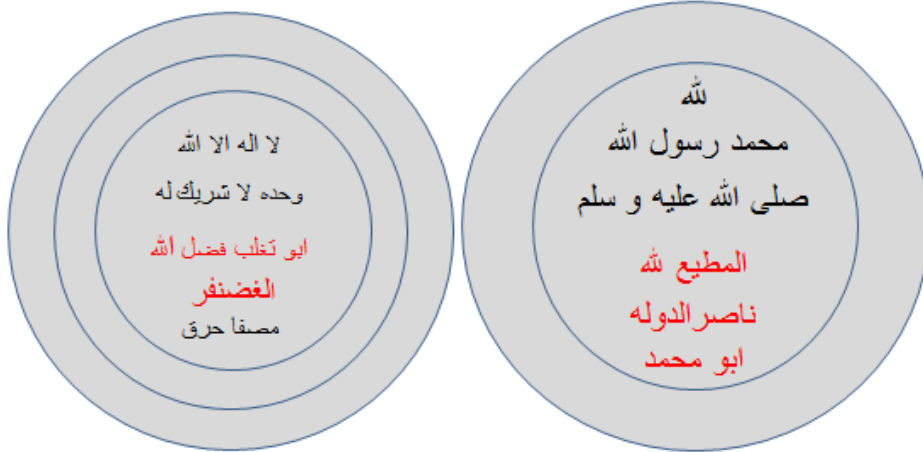 لا اله الا الله
وحده لا شريك له
ابو تغلب فضل الله
الغضنفر
مصفا حرق
لله
محمد رسول الله
صلى الله عليه و سلم
المطيع لله
ناصرالدوله
ابو محمد